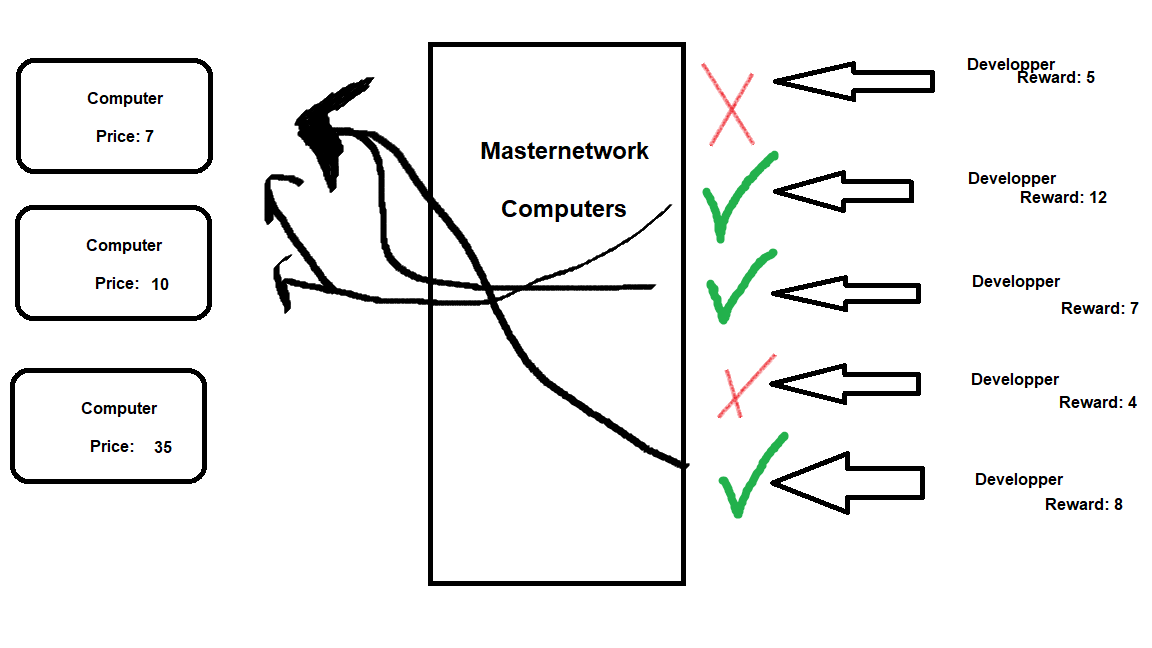 Computer
Price: 7
Computer
Price: 10
Computer
Price: 35
Masternetwork
Computers
Developper
Reward: 5
Developper
Reward: 12
Developper
Reward: 7
Developper
Reward: 4
Developper
Reward: 8